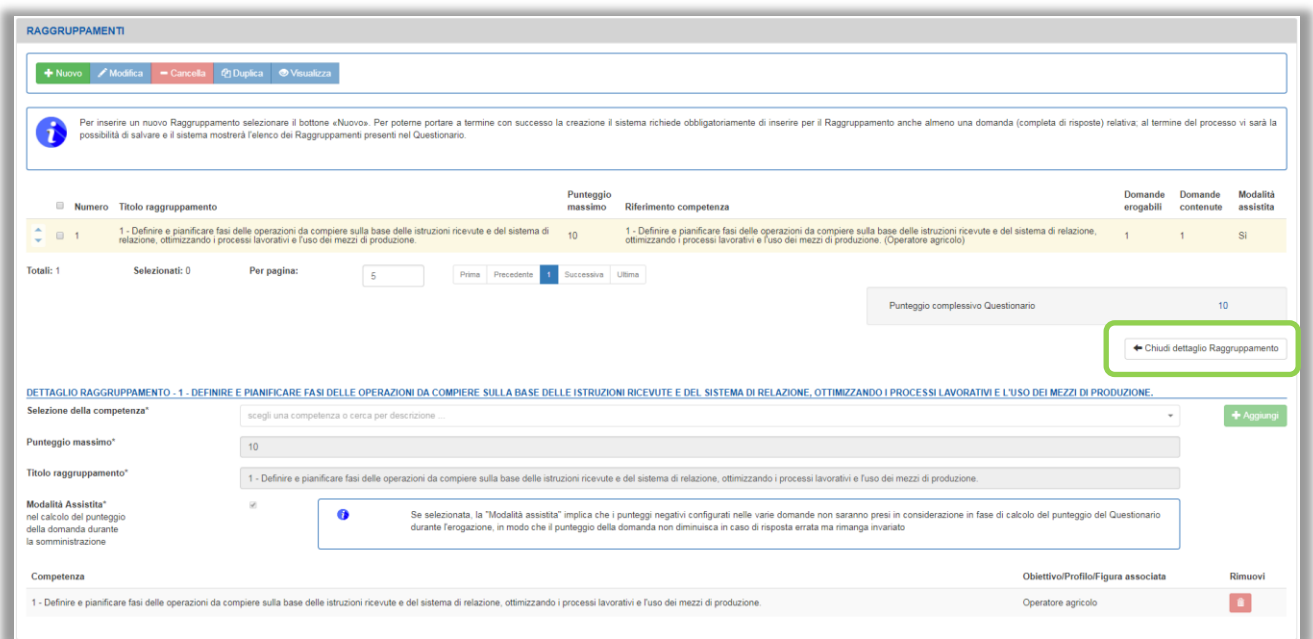 RAGGRUPPAMENTI
Nuovo Modifica Cancella Duplica Visualizza
Per inserire un nuovo Raggruppamento selezionare il bottone «Nuovo». Per poterne portare a termine con successo la creazione il sistema richiede obbligatoriamente di inserire per il Raggruppamento anche almeno una domanda (completa di risposte) relativa; al termine del processo vi sarà la
possibilità di salvare e il sistema mostrerà l'elenco dei Raggruppamenti presenti nel Questionario.
Numero Titolo raggruppamento Punteggio massimo Riferimento competenza Domande erogabili Domande contenute Modalità assistita
1 1 - Definire e pianificare fasi delle operazioni da compiere sulla base delle istruzioni ricevute e del sistema di
relazione, ottimizzando i processi lavorativi e l'uso dei mezzi di produzione.
10
1 - Definire e pianificare fasi delle operazioni da compiere sulla base delle istruzioni ricevute e del sistema di relazione,
ottimizzando i processi lavorativi e l'uso dei mezzi di produzione. (Operatore agricolo)
1 1 Sì
Totali: 1 Selezionati: 0 Per pagina: 5 Prima Precedente 1 Successiva Ultima
Punteggio complessivo Questionario 10
Chiudi dettaglio Raggruppamento
DETTAGLIO RAGGRUPPAMENTO - 1 - DEFINIRE E PIANIFICARE FASI DELLE OPERAZIONI DA COMPIERE SULLA BASE DELLE ISTRUZIONI RICEVUTE E DEL SISTEMA DI RELAZIONE, OTTIMIZZANDO I PROCESSI LAVORATIVI E L'USO DEI MEZZI DI PRODUZIONE.
Selezione della competenza* scegli una competenza o cerca per descrizione ... Aggiungi
Punteggio massimo* 10
Titolo raggruppamento* 1 - Definire e pianificare fasi delle operazioni da compiere sulla base delle istruzioni ricevute e del sistema di relazione, ottimizzando i processi lavorativi e l'uso dei mezzi di produzione.
Modalità Assistita*
nel calcolo del punteggio
della domanda durante
la somministrazione
Se selezionata, la "Modalità assistita" implica che i punteggi negativi configurati nelle varie domande non saranno presi in considerazione in fase di calcolo del punteggio del Questionario
durante l'erogazione, in modo che il punteggio della domanda non diminuisca in caso di risposta errata ma rimanga invariato
Competenza Obiettivo/Profilo/Figura associata Rimuovi
1 - Definire e pianificare fasi delle operazioni da compiere sulla base delle istruzioni ricevute e del sistema di relazione, ottimizzando i processi lavorativi e l'uso dei mezzi di produzione. Operatore agricolo